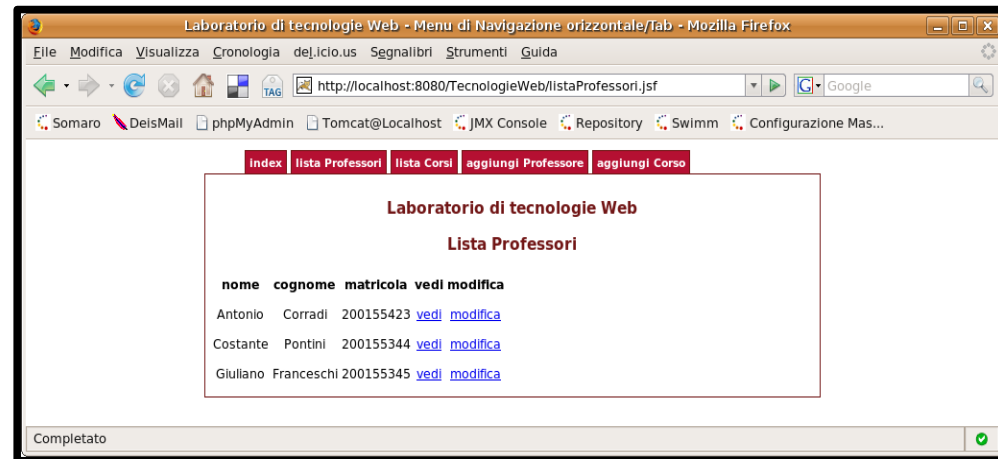 Laboratorio di tecnologie Web - Menu di Navigazione orizzontale/Tab - Mozilla Firefox
File Modifica Visualizza Cronologia del.icio.us Segnalibri Strumenti Guida
TAG http://localhost:8080/TecnologieWeb/listaProfessori.jsf G Google
Somaro DeisMail phpMyAdmin Tomcat@Localhost JMX Console Repository Swimm Configurazione Mas...
index lista Professori lista Corsi aggiungi Professore aggiungi Corso
Laboratorio di tecnologie Web
Lista Professori
nome cognome matricola vedi modifica
Antonio Corradi 200155423 vedi modifica
Costante Pontini 200155344 vedi modifica
Giuliano Franceschi 200155345 vedi modifica
Completato